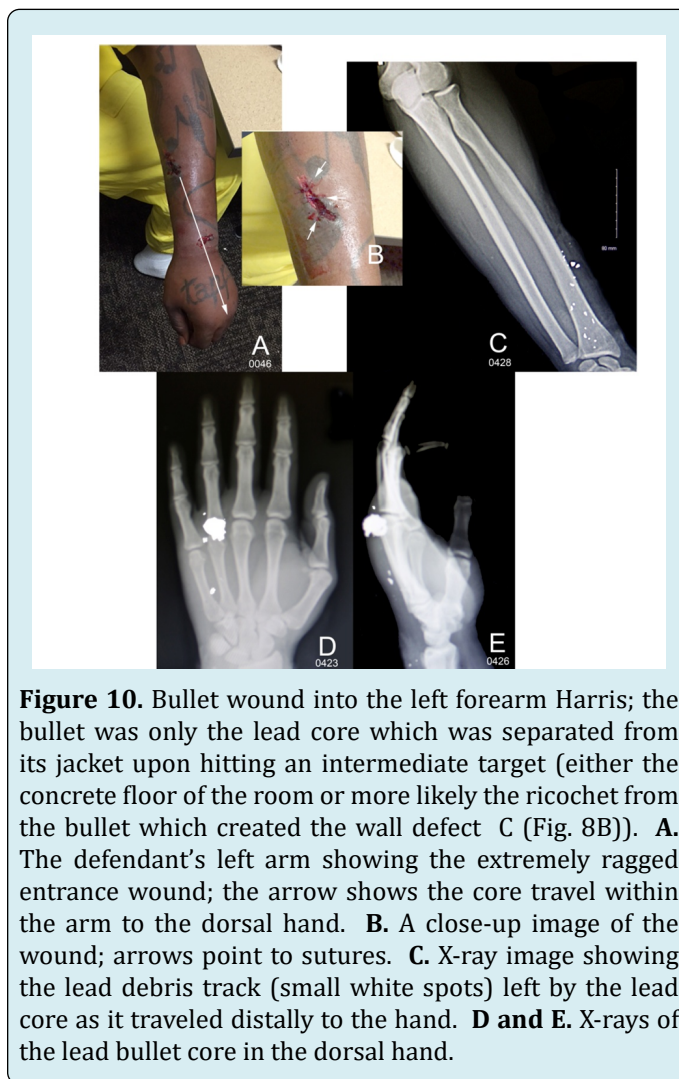 A
0046
B
C
0428
80 mm
D
0423
E
0426
Figure 10. Bullet wound into the left forearm Harris; the
bullet was only the lead core which was separated from
its jacket upon hitting an intermediate target (either the
concrete floor of the room or more likely the ricochet from
the bullet which created the wall defect C (Fig. 8B)). A.
The defendant’s left arm showing the extremely ragged
entrance wound; the arrow shows the core travel within
the arm to the dorsal hand. B. A close-up image of the
wound; arrows point to sutures. C. X-ray image showing
the lead debris track (small white spots) left by the lead
core as it traveled distally to the hand. D and E. X-rays of
the lead bullet core in the dorsal hand.